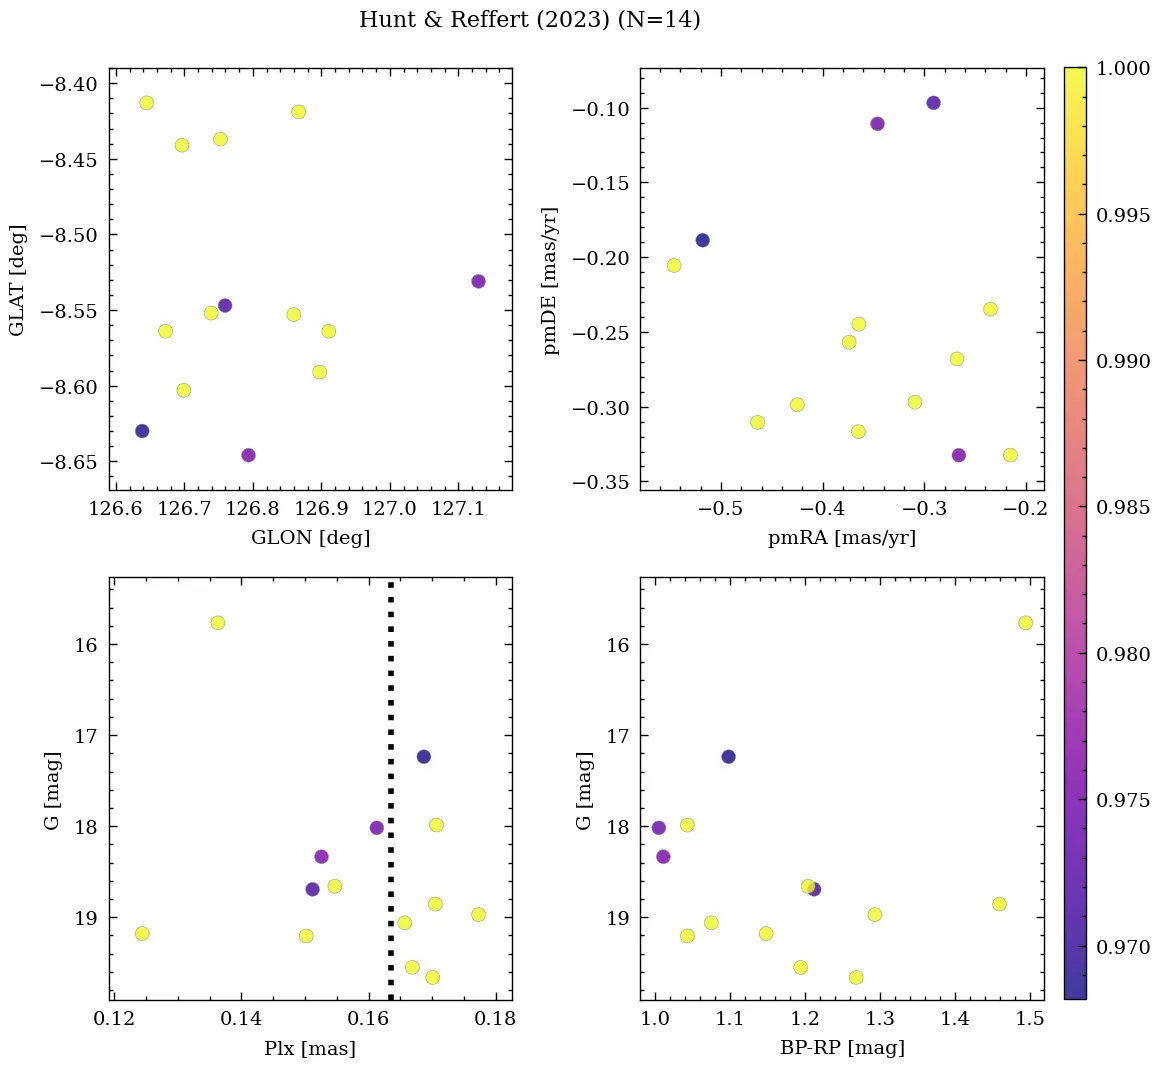 Hunt & Reffert (2023) (N=14)
−8.40
−8.45
−8.50
−8.55
−8.60
−8.65
GLAT [deg]
126.6 126.7 126.8 126.9 127.0 127.1
GLON [deg]
−0.10
−0.15
−0.20
−0.25
−0.30
−0.35
pmDE [mas/yr]
−0.5 −0.4 −0.3 −0.2
pmRA [mas/yr]
16
17
18
19
G [mag]
0.12 0.14 0.16 0.18
Plx [mas]
16
17
18
19
G [mag]
1.0 1.1 1.2 1.3 1.4 1.5
BP-RP [mag]
1.000
0.995
0.990
0.985
0.980
0.975
0.970